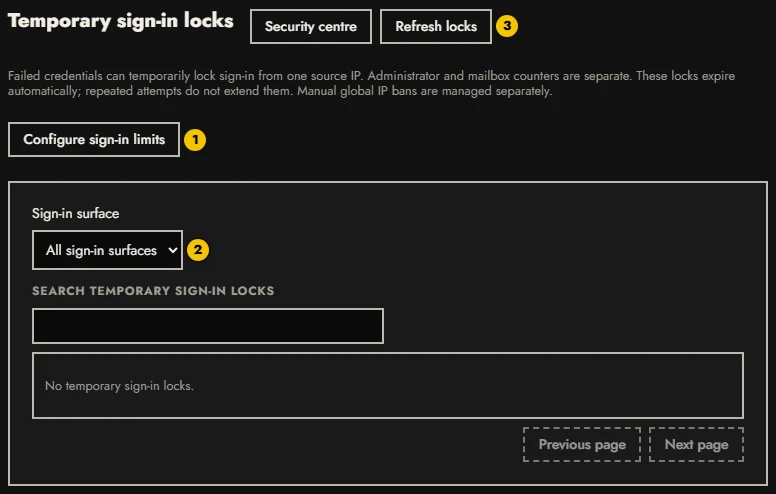 Temporary sign-in locks
Security centre
Refresh locks
3
Failed credentials can temporarily lock sign-in from one source IP. Administrator and mailbox counters are separate. These locks expire
automatically; repeated attempts do not extend them. Manual global IP bans are managed separately.
Configure sign-in limits
1
Sign-in surface
All sign-in surfaces
2
SEARCH TEMPORARY SIGN-IN LOCKS
No temporary sign-in locks.
Previous page
Next page